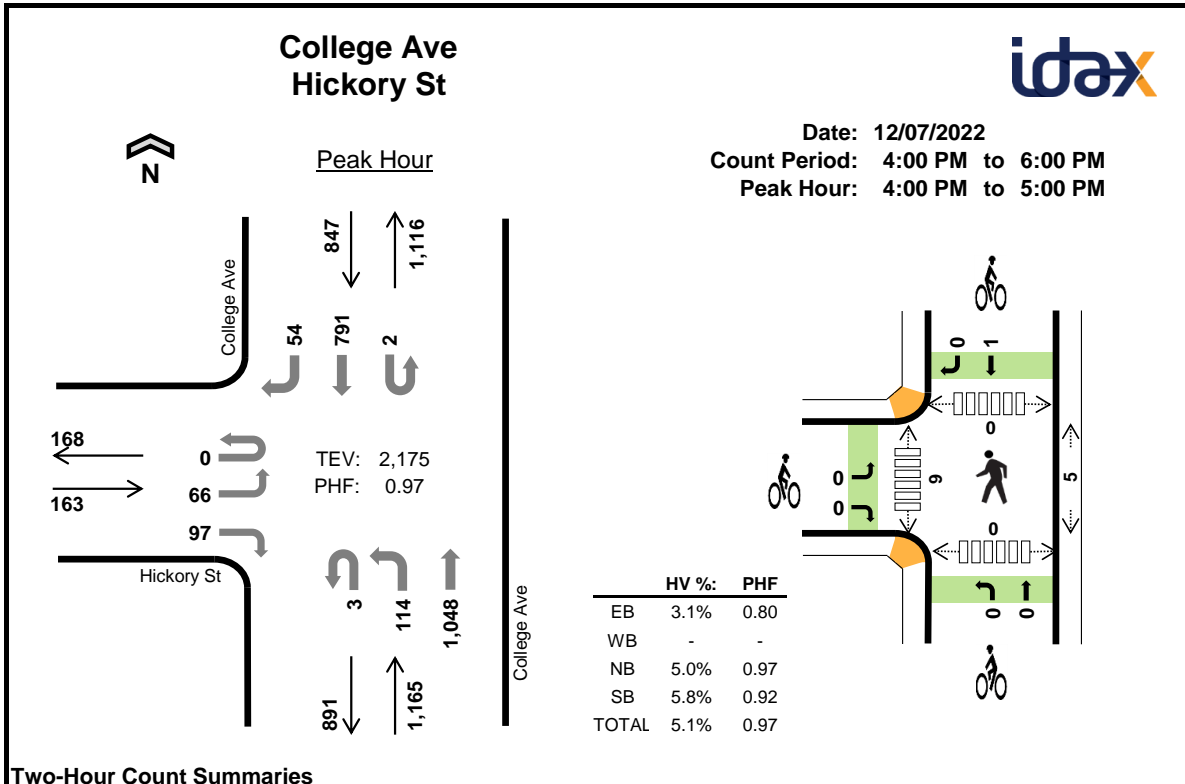 College Ave
Hickory St
idax
N
Peak Hour
Date: 12/07/2022
Count Period: 4:00 PM to 6:00 PM
Peak Hour: 4:00 PM to 5:00 PM
847
1,116
College Ave
54
791
2
168
0
163
66
97
TEV: 2,175
PHF: 0.97
Hickory St
3
114
1,048
891
1,165
College Ave
HV %: PHF
EB 3.1% 0.80
WB - -
NB 5.0% 0.97
SB 5.8% 0.92
TOTAL 5.1% 0.97
0
1
0
0
0
9
5
0
0
0
Two-Hour Count Summaries